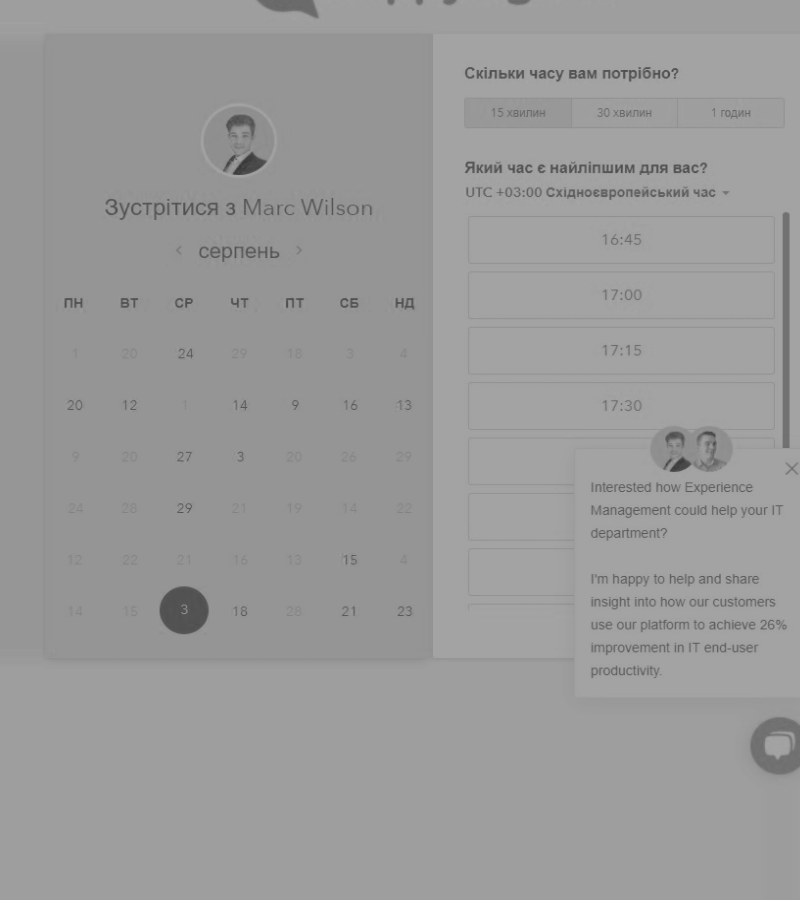 Зустрітися з Marc Wilson
серпень
ПН ВТ СР ЧТ ПТ СБ НД
1 20 24 29 18 3 4
20 12 1 14 9 16 13
9 20 27 3 20 26 29
24 28 29 21 19 14 22
12 22 21 16 13 15 4
14 15 3 18 28 21 23
Скільки часу вам потрібно?
15 хвилин 30 хвилин 1 годин
Який час є найліпшим для вас?
UTC +03:00 Східноєвропейський час
16:45
17:00
17:15
17:30
Interested how Experience
Management could help your IT
department?
I'm happy to help and share
insight into how our customers
use our platform to achieve 26%
improvement in IT end-user
productivity.